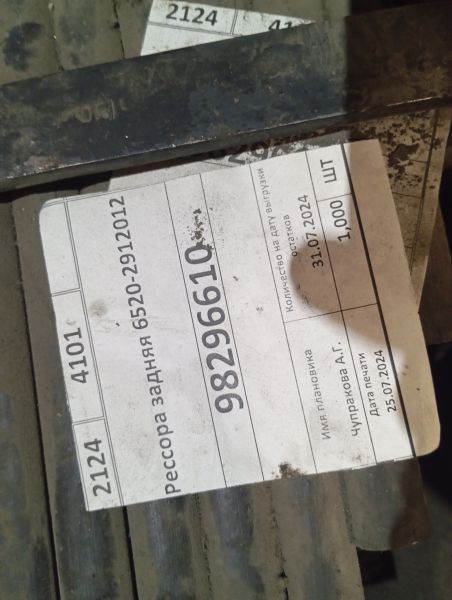 2124
2124 4101
Рессора задняя 6520-2912012
98296610
Имя плановика
Чупракова А.Г.
Количество на дату выгрузки
остатков
31.07.2024
1,000 ШТ
Дата печати
25.07.2024